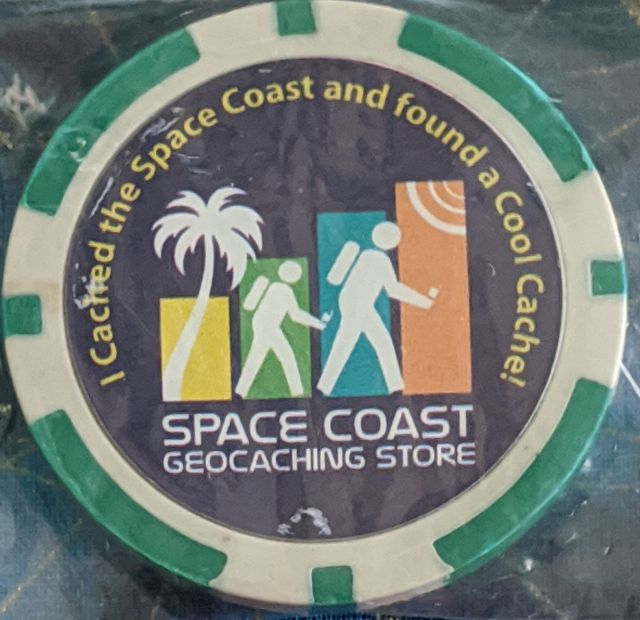 I Cached the Space Coast and found a Cool Cache!
SPACE COAST
GEOCACHING STORE